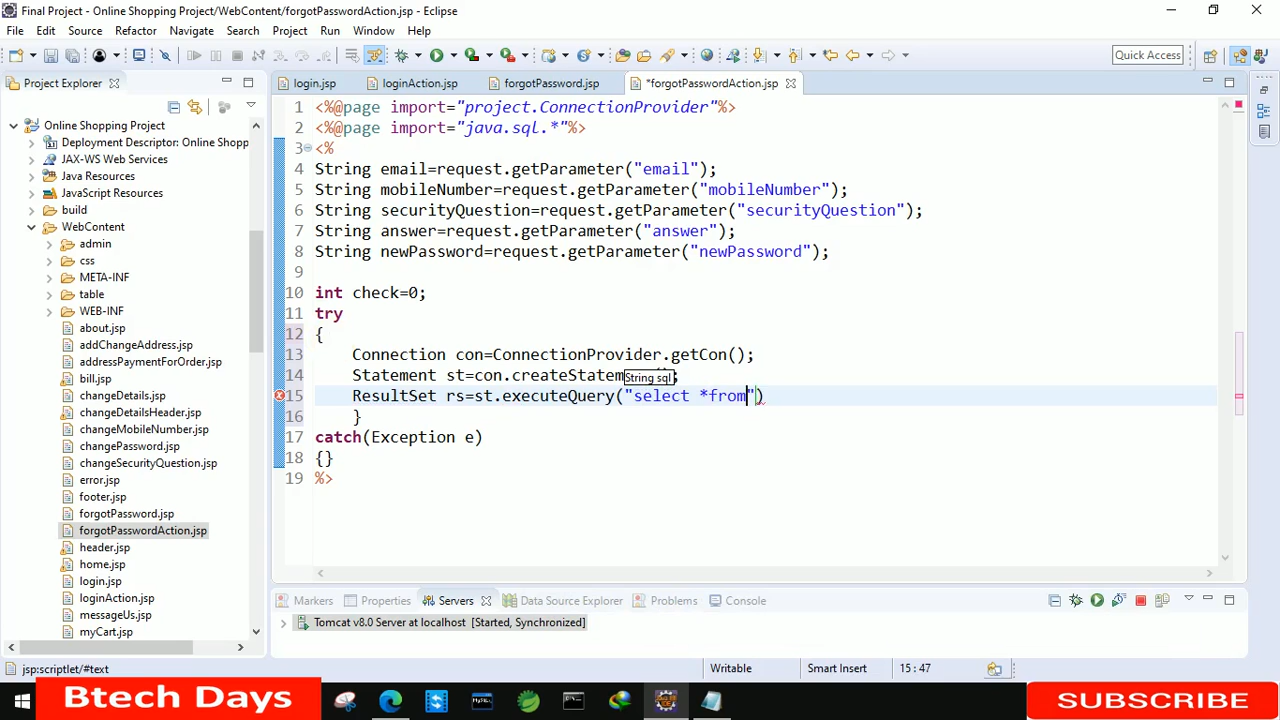 Final Project - Online Shopping Project/WebContent/forgotPasswordAction.jsp - Eclipse
File Edit Source Refactor Navigate Search Project Run Window Help
Quick Access
Project Explorer
login.jsp loginAction.jsp forgotPassword.jsp *forgotPasswordAction.jsp
Online Shopping Project
Deployment Descriptor: Online Shopp
JAX-WS Web Services
Java Resources
JavaScript Resources
build
WebContent
admin
css
META-INF
table
WEB-INF
about.jsp
addChangeAddress.jsp
addressPaymentForOrder.jsp
bill.jsp
changeDetails.jsp
changeDetailsHeader.jsp
changeMobileNumber.jsp
changePassword.jsp
changeSecurityQuestion.jsp
error.jsp
footer.jsp
forgotPassword.jsp
forgotPasswordAction.jsp
header.jsp
home.jsp
login.jsp
loginAction.jsp
messageUs.jsp
myCart.jsp
1 <%@page import="project.ConnectionProvider"%>
2 <%@page import="java.sql.*"%>
3 <%
4 String email=request.getParameter("email");
5 String mobileNumber=request.getParameter("mobileNumber");
6 String securityQuestion=request.getParameter("securityQuestion");
7 String answer=request.getParameter("answer");
8 String newPassword=request.getParameter("newPassword");
9
10 int check=0;
11 try
12 {
13 Connection con=ConnectionProvider.getCon();
14 Statement st=con.createStatem ;
String sql
15 ResultSet rs=st.executeQuery("select *from")
16 }
17 catch(Exception e)
18 {}
19 %>
Markers Properties Servers Data Source Explorer Problems Console
Tomcat v8.0 Server at localhost [Started, Synchronized]
jsp:scriptlet/#text Writable Smart Insert 15 : 47
Btech Days
SUBSCRIBE